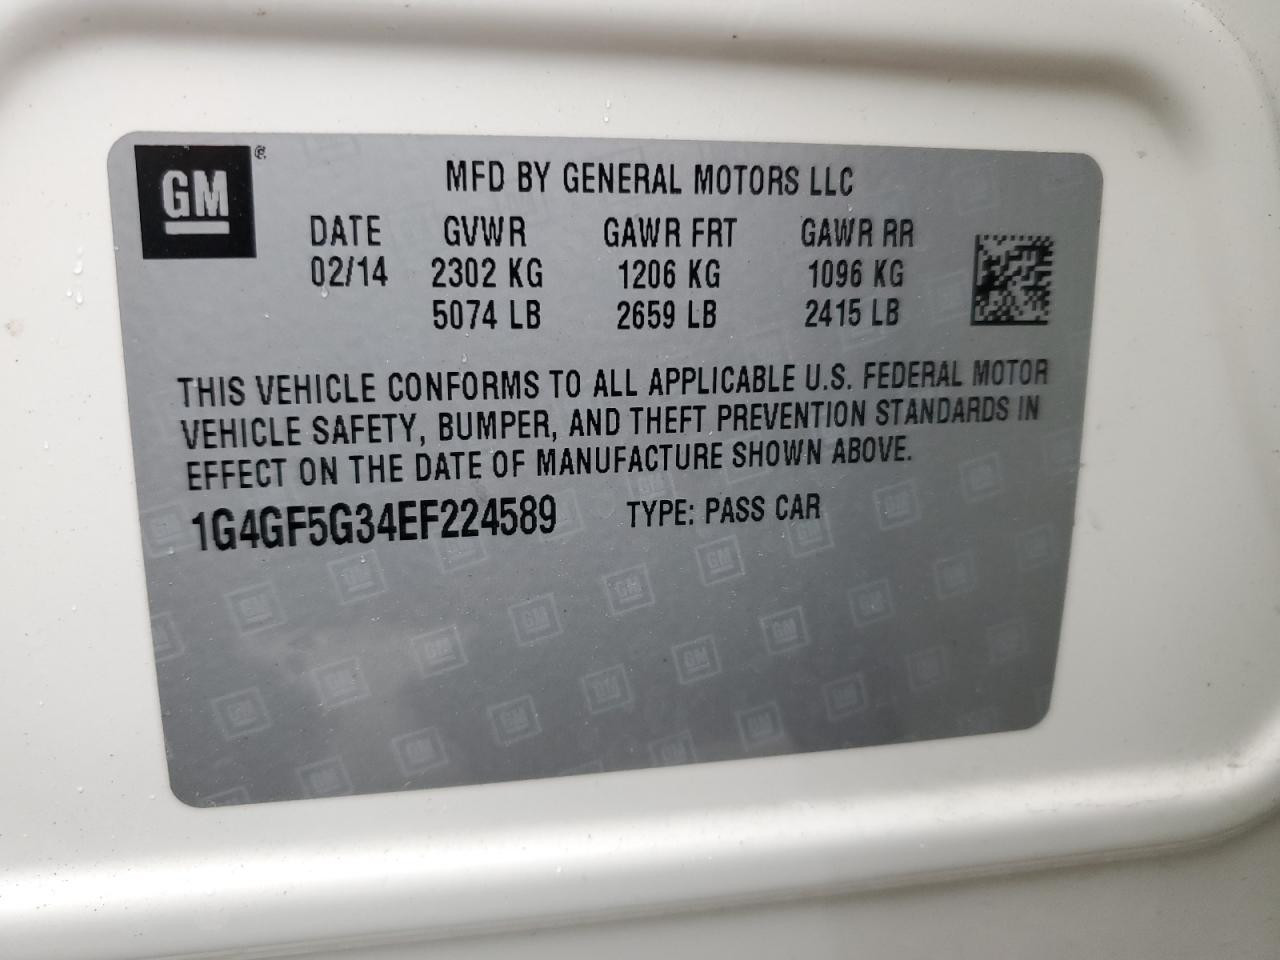 GM
MFD BY GENERAL MOTORS LLC
DATE GVWR GAWR FRT GAWR RR
02/14 2302 KG 1206 KG 1096 KG
5074 LB 2659 LB 2415 LB
THIS VEHICLE CONFORMS TO ALL APPLICABLE U.S. FEDERAL MOTOR
VEHICLE SAFETY, BUMPER, AND THEFT PREVENTION STANDARDS IN
EFFECT ON THE DATE OF MANUFACTURE SHOWN ABOVE.
1G4GF5G34EF224589 TYPE: PASS CAR